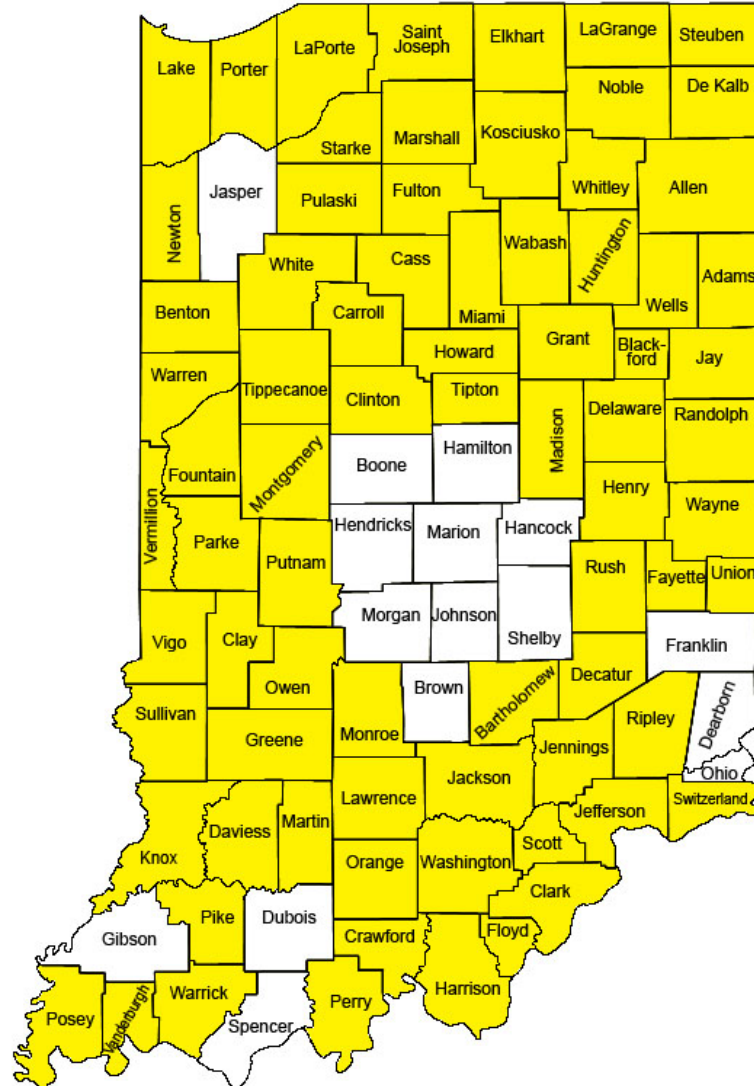 Lake
Porter
LaPorte
Saint
Joseph
Elkhart
LaGrange
Steuben
Noble
De Kalb
Starke
Marshall
Kosciusko
Jasper
Newton
Pulaski
Fulton
Whitley
Allen
White
Cass
Miami
Wabash
Huntington
Wells
Adams
Benton
Carroll
Howard
Grant
Black-
ford
Jay
Warren
Tippecanoe
Clinton
Tipton
Madison
Delaware
Randolph
Fountain
Montgomery
Boone
Hamilton
Henry
Wayne
Vermillion
Parke
Putnam
Hendricks
Marion
Hancock
Rush
Fayette
Union
Vigo
Clay
Owen
Morgan
Johnson
Shelby
Franklin
Decatur
Sullivan
Greene
Monroe
Brown
Bartholomew
Jennings
Ripley
Dearborn
Ohio
Switzerland
Jefferson
Jackson
Lawrence
Knox
Daviess
Martin
Orange
Washington
Scott
Clark
Gibson
Pike
Dubois
Crawford
Floyd
Harrison
Posey
Vanderburgh
Warrick
Spencer
Perry